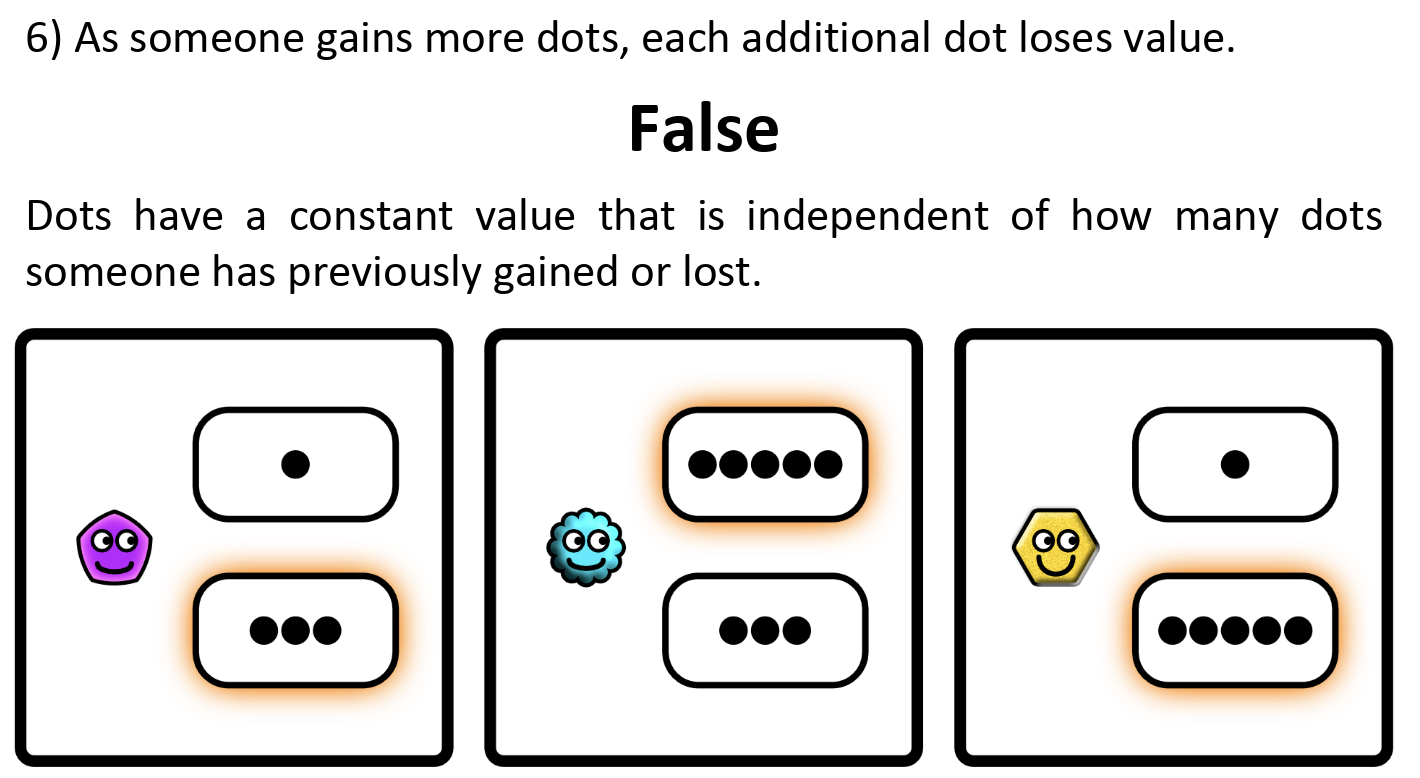 6) As someone gains more dots, each additional dot loses value.
False
Dots have a constant value that is independent of how many dots
someone has previously gained or lost.